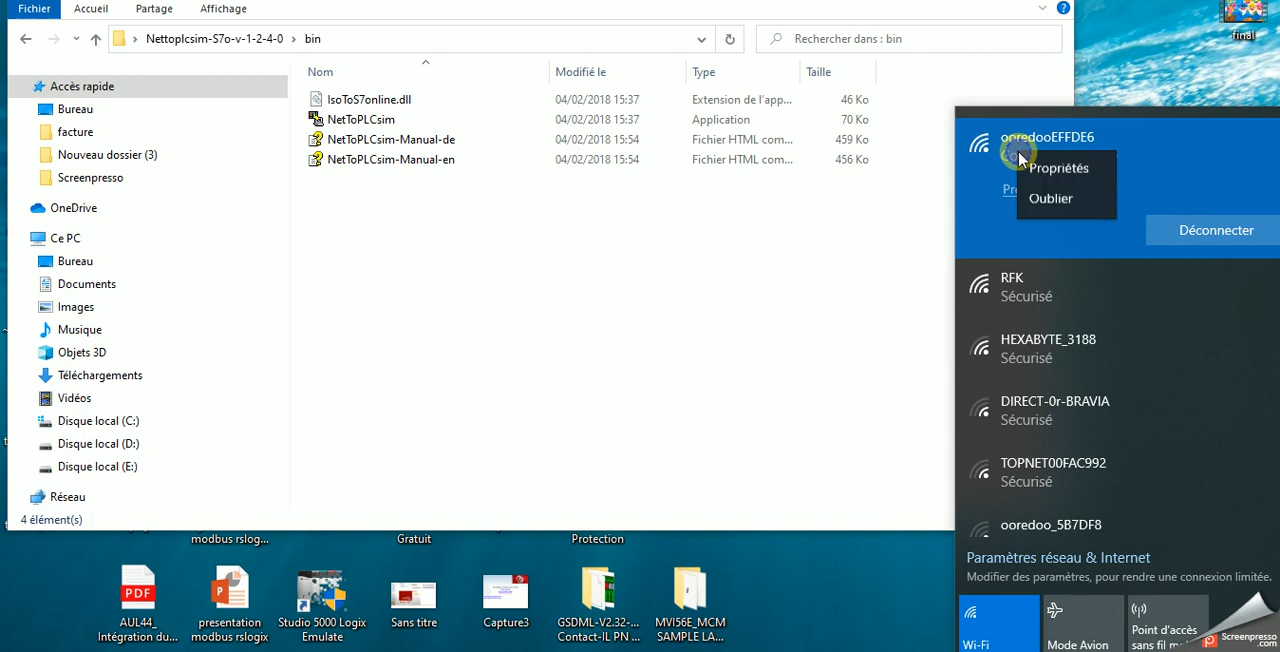 Fichier Accueil Partage Affichage
Nettoplcsim-S7o-v-1-2-4-0 > bin
Rechercher dans : bin
final
Nom Modifié le Type Taille
IsoToS7online.dll 04/02/2018 15:37 Extension de l'app... 46 Ko
NetToPLCsim 04/02/2018 15:37 Application 70 Ko
NetToPLCsim-Manual-de 04/02/2018 15:54 Fichier HTML com... 459 Ko
NetToPLCsim-Manual-en 04/02/2018 15:54 Fichier HTML com... 456 Ko
Accès rapide
Bureau
facture
Nouveau dossier (3)
Screenpresso
OneDrive
Ce PC
Bureau
Documents
Images
Musique
Objets 3D
Téléchargements
Vidéos
Disque local (C:)
Disque local (D:)
Disque local (E:)
Réseau
4 élément(s)
ooredooEFFDE6
Propriétés
Oublier
Déconnecter
RFK
Sécurisé
HEXABYTE_3188
Sécurisé
DIRECT-0r-BRAVIA
Sécurisé
TOPNET00FAC992
Sécurisé
ooredoo_5B7DF8
Paramètres réseau & Internet
Modifier des paramètres, pour rendre une connexion limitée.
Wi-Fi
Mode Avion
Point d'accès
sans fil
Screenpresso
.com
modbus rslog...
Gratuit
Protection
PDF
AUL44_
Intégration du...
presentation
modbus rslogix
Studio 5000 Logix
Emulate
Sans titre
Capture3
GSDML-V2.32-...
Contact-IL PN ...
MVI56E_MCM
SAMPLE LA...